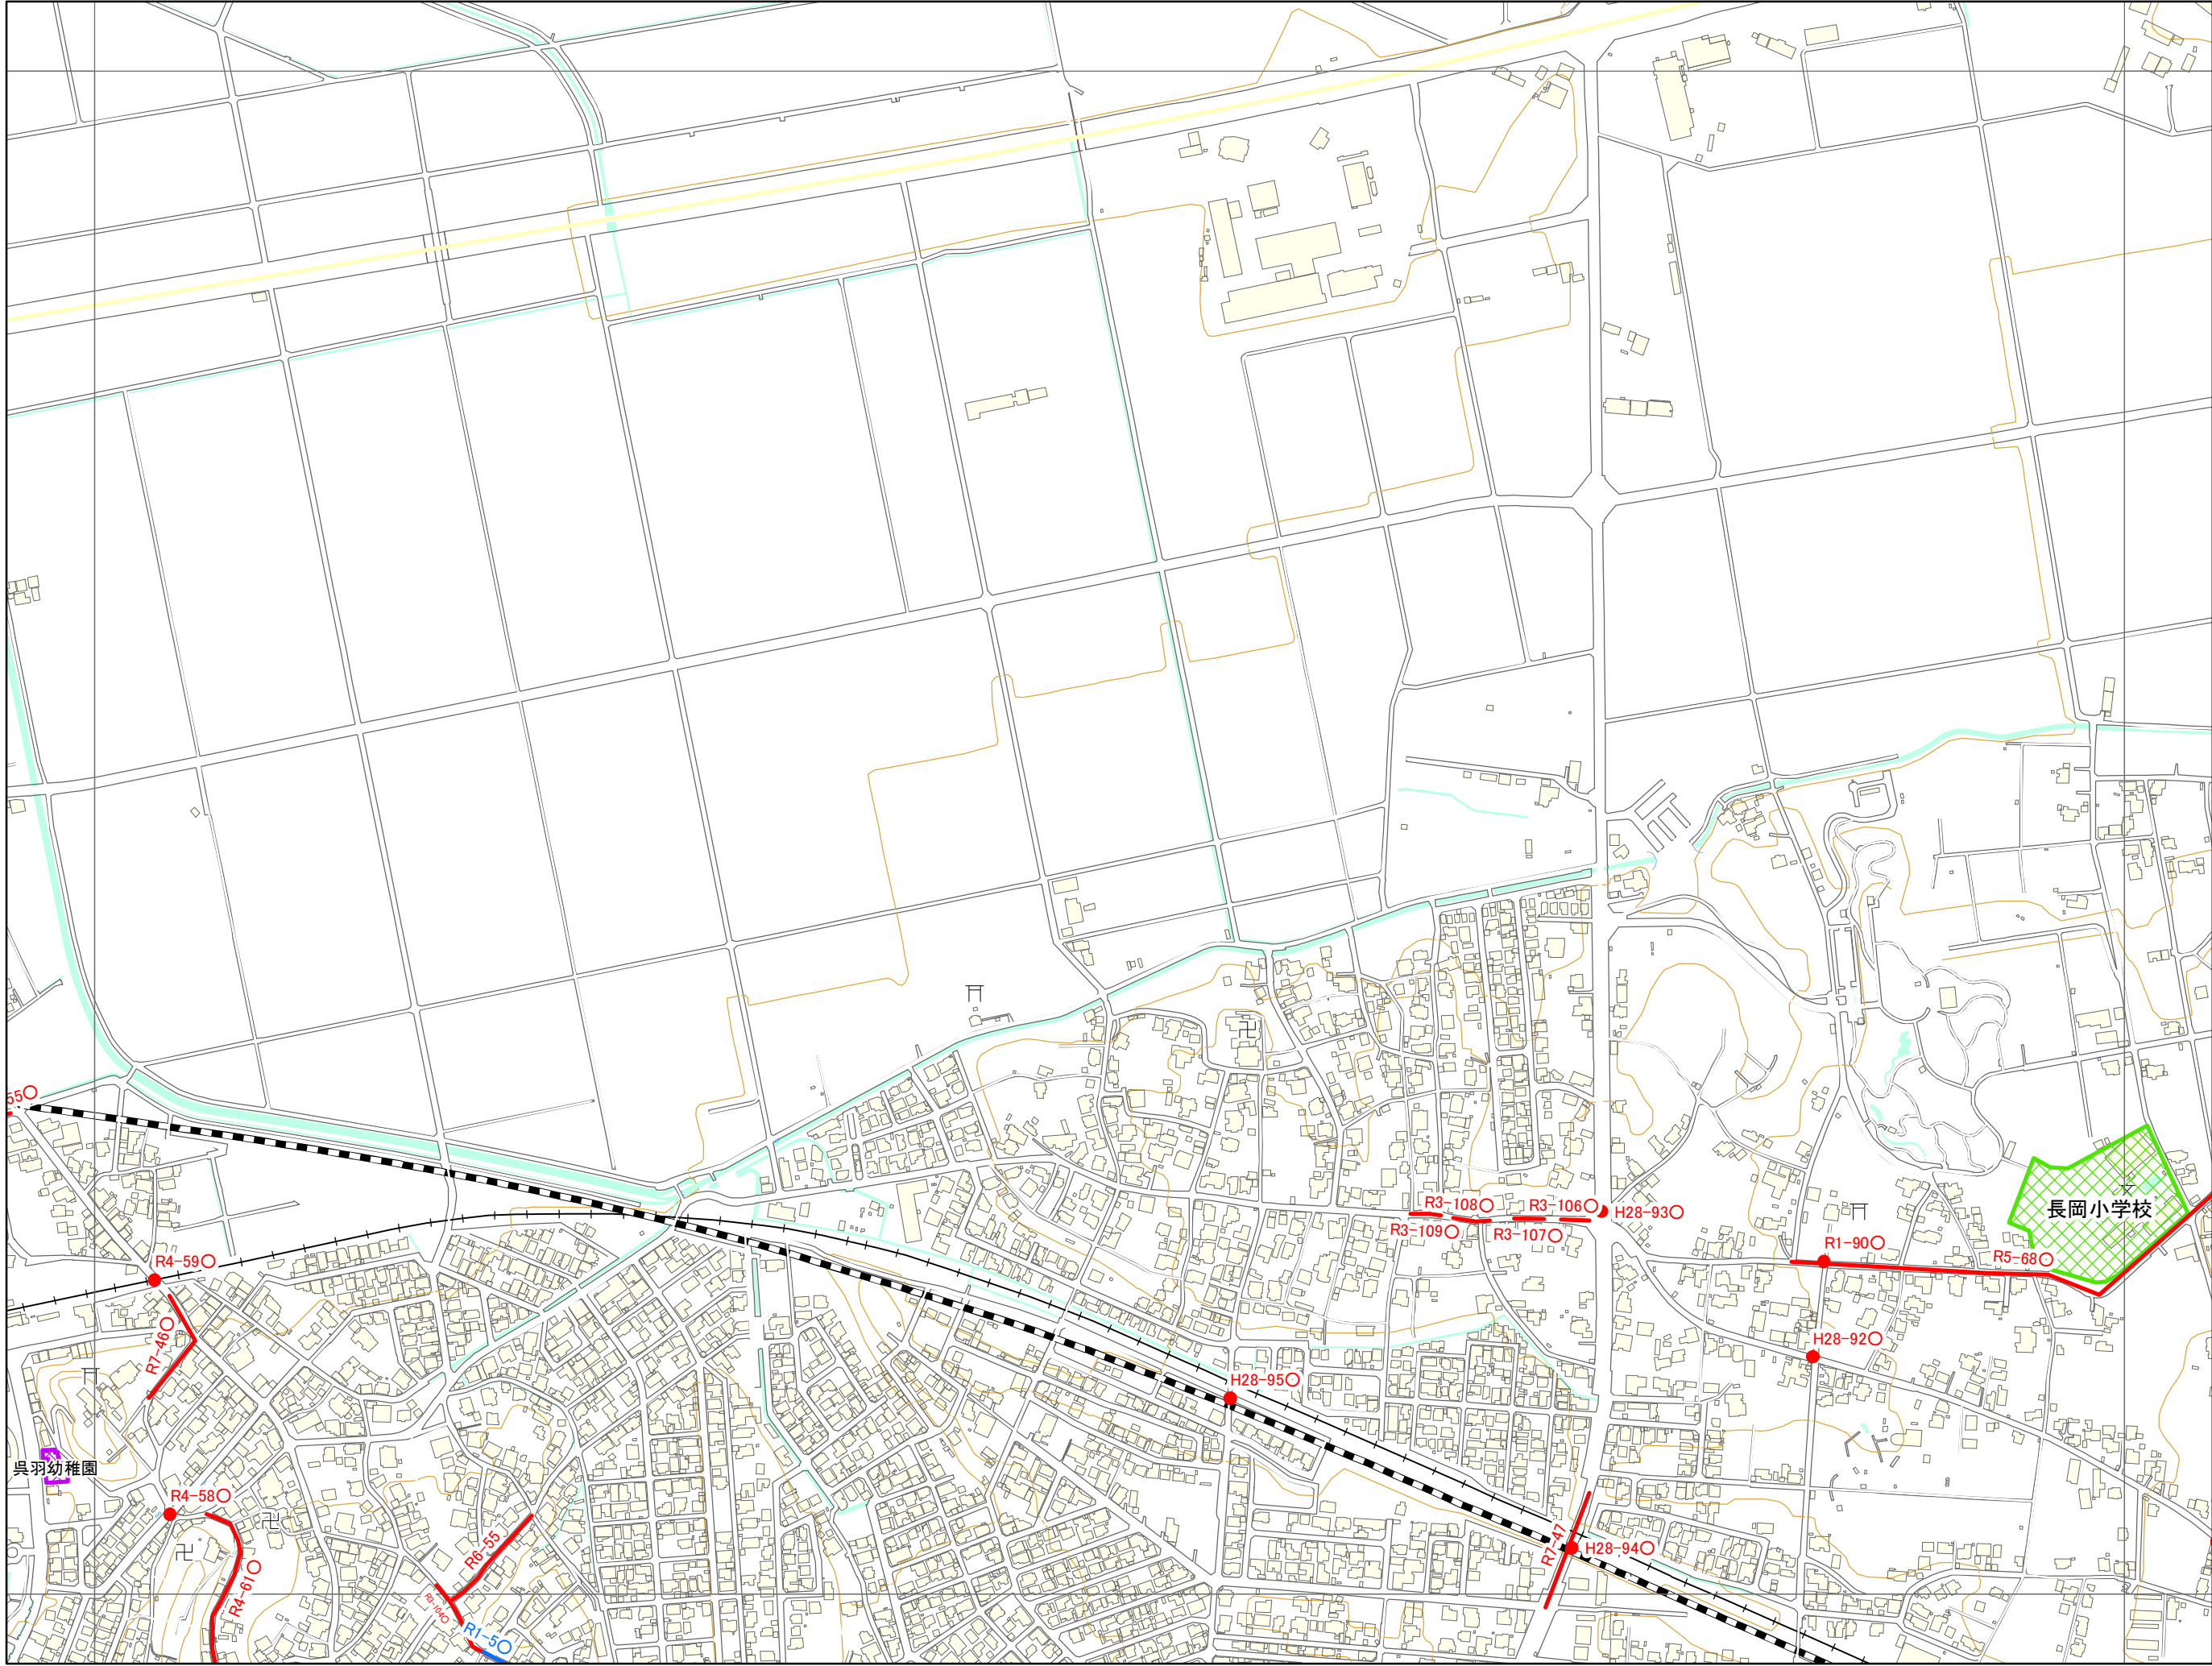 55○
R3-108○
R3-106○
H28-93○
R3-109○
R3-107○
長岡小学校
R1-90○
R5-68○
R4-59○
R7-46○
H28-92○
H28-95○
呉羽幼稚園
R4-58○
R6-55
R7-47
H28-94○
R4-61○
R1-5○